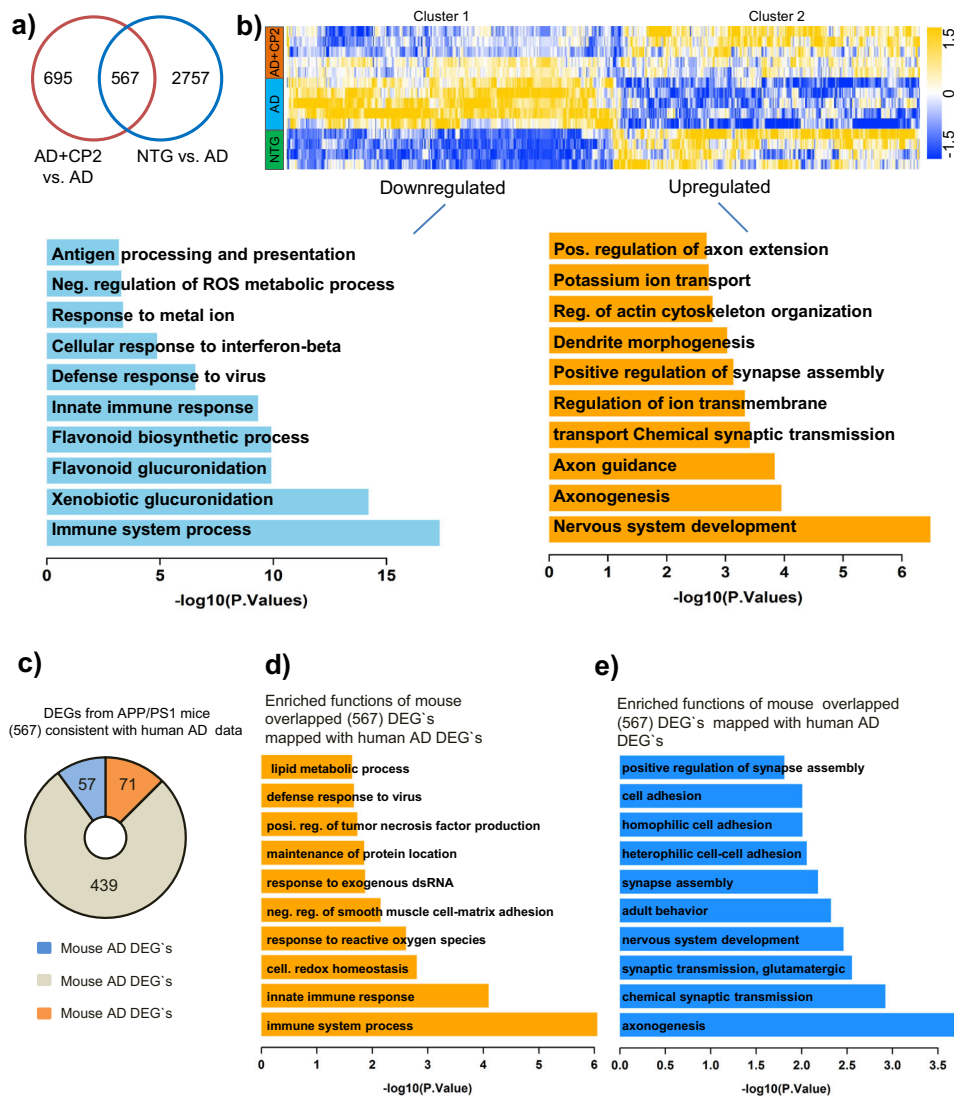 a)
695
567
2757
AD+CP2
vs. AD
NTG vs. AD
b)
Cluster 1
Cluster 2
AD+CP2
AD
NTG
1.5
0
-1.5
Downregulated
Upregulated
Antigen processing and presentation
Neg. regulation of ROS metabolic process
Response to metal ion
Cellular response to interferon-beta
Defense response to virus
Innate immune response
Flavonoid biosynthetic process
Flavonoid glucuronidation
Xenobiotic glucuronidation
Immune system process
0
5
10
15
-log10(P.Values)
Pos. regulation of axon extension
Potassium ion transport
Reg. of actin cytoskeleton organization
Dendrite morphogenesis
Positive regulation of synapse assembly
Regulation of ion transmembrane
transport Chemical synaptic transmission
Axon guidance
Axonogenesis
Nervous system development
0
1
2
3
4
5
6
-log10(P.Values)
c)
DEGs from APP/PS1 mice
(567) consistent with human AD data
57
71
439
Mouse AD DEG`s
Mouse AD DEG`s
Mouse AD DEG`s
d)
Enriched functions of mouse
overlapped (567) DEG`s
mapped with human AD DEG`s
lipid metabolic process
defense response to virus
posi. reg. of tumor necrosis factor production
maintenance of protein location
response to exogenous dsRNA
neg. reg. of smooth muscle cell-matrix adhesion
response to reactive oxygen species
cell. redox homeostasis
innate immune response
immune system process
0
1
2
3
4
5
6
-log10(P.Value)
e)
Enriched functions of mouse overlapped
(567) DEG`s mapped with human AD
DEG`s
positive regulation of synapse assembly
cell adhesion
homophilic cell adhesion
heterophilic cell-cell adhesion
synapse assembly
adult behavior
nervous system development
synaptic transmission, glutamatergic
chemical synaptic transmission
axonogenesis
0.0
0.5
1.0
1.5
2.0
2.5
3.0
3.5
-log10(P.Value)